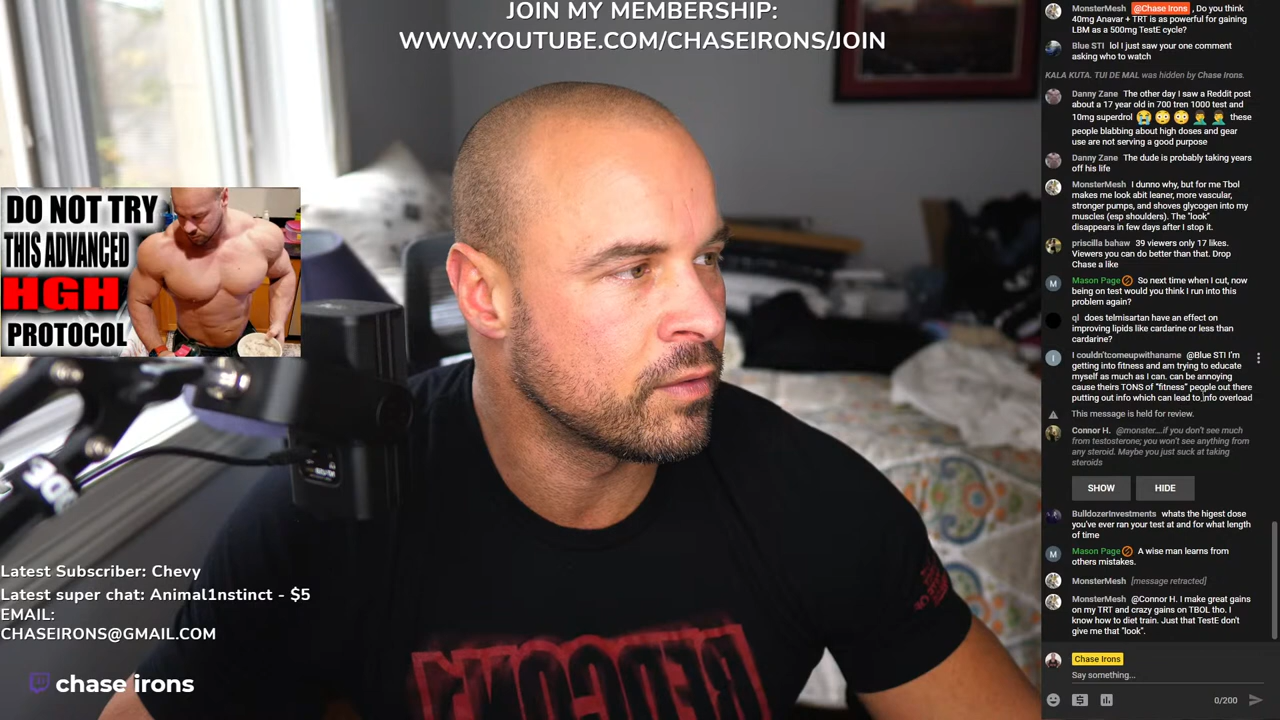 JOIN MY MEMBERSHIP:
WWW.YOUTUBE.COM/CHASEIRONS/JOIN
DO NOT TRY
THIS ADVANCED
HGH
PROTOCOL
Latest Subscriber: Chevy
Latest super chat: Animal1nstinct - $5
EMAIL:
CHASEIRONS@GMAIL.COM
chase irons
REDCON
MonsterMesh @Chase Irons , Do you think
40mg Anavar + TRT is as powerful for gaining
LBM as a 500mg TestE cycle?
Blue STI lol I just saw your one comment
asking who to watch
KALA KUTA. TUI DE MAL was hidden by Chase Irons.
Danny Zane The other day I saw a Reddit post
about a 17 year old in 700 tren 1000 test and
10mg superdrol 😭😳😳🤦‍♂️🤦‍♂️ these
people blabbing about high doses and gear
use are not serving a good purpose
Danny Zane The dude is probably taking years
off his life
MonsterMesh I dunno why, but for me Tbol
makes me look abit leaner, more vascular,
stronger pumps, and shoves glycogen into my
muscles (esp shoulders). The "look"
disappears in few days after I stop it.
priscilla bahaw 39 viewers only 17 likes.
Viewers you can do better than that. Drop
Chase a like
M Mason Page So next time when I cut, now
being on test would you think I run into this
problem again?
ql does telmisartan have an effect on
improving lipids like cardarine or less than
cardarine?
I I couldn'tcomeupwithaname @Blue STI I'm
getting into fitness and am trying to educate
myself as much as I can. can be annoying
cause theirs TONS of "fitness" people out there
putting out info which can lead to info overload
This message is held for review.
Connor H. @monster....if you don't see much
from testosterone; you won't see anything from
any steroid. Maybe you just suck at taking
steroids
SHOW HIDE
BulldozerInvestments whats the higest dose
you've ever ran your test at and for what length
of time
M Mason Page A wise man learns from
others mistakes.
MonsterMesh [message retracted]
MonsterMesh @Connor H. I make great gains
on my TRT and crazy gains on TBOL tho. I
know how to diet train. Just that TestE don't
give me that "look".
Chase Irons
Say something...
0/200